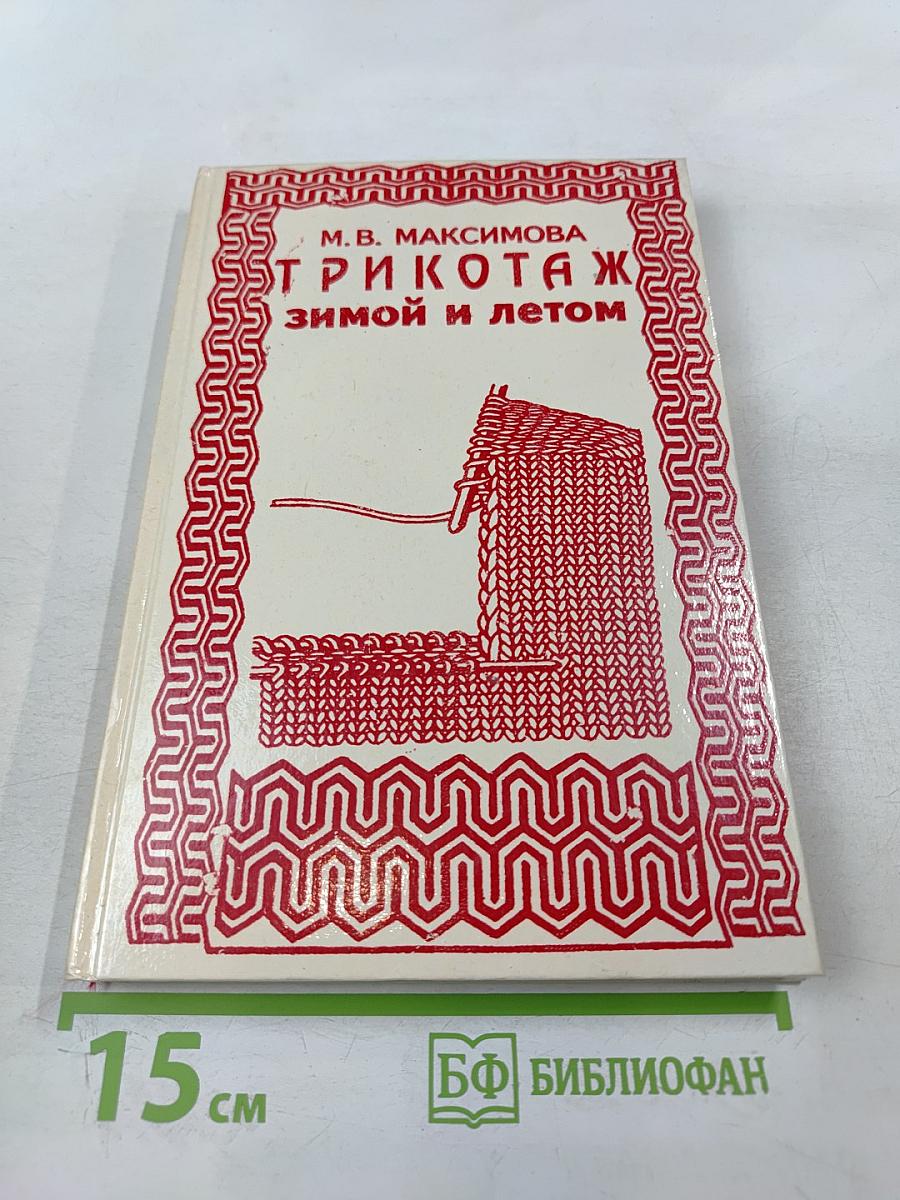 М. В. МАКСИМОВА
ТРИКОТАЖ
зимой и летом
15 см
БФ БИБЛИОФАН